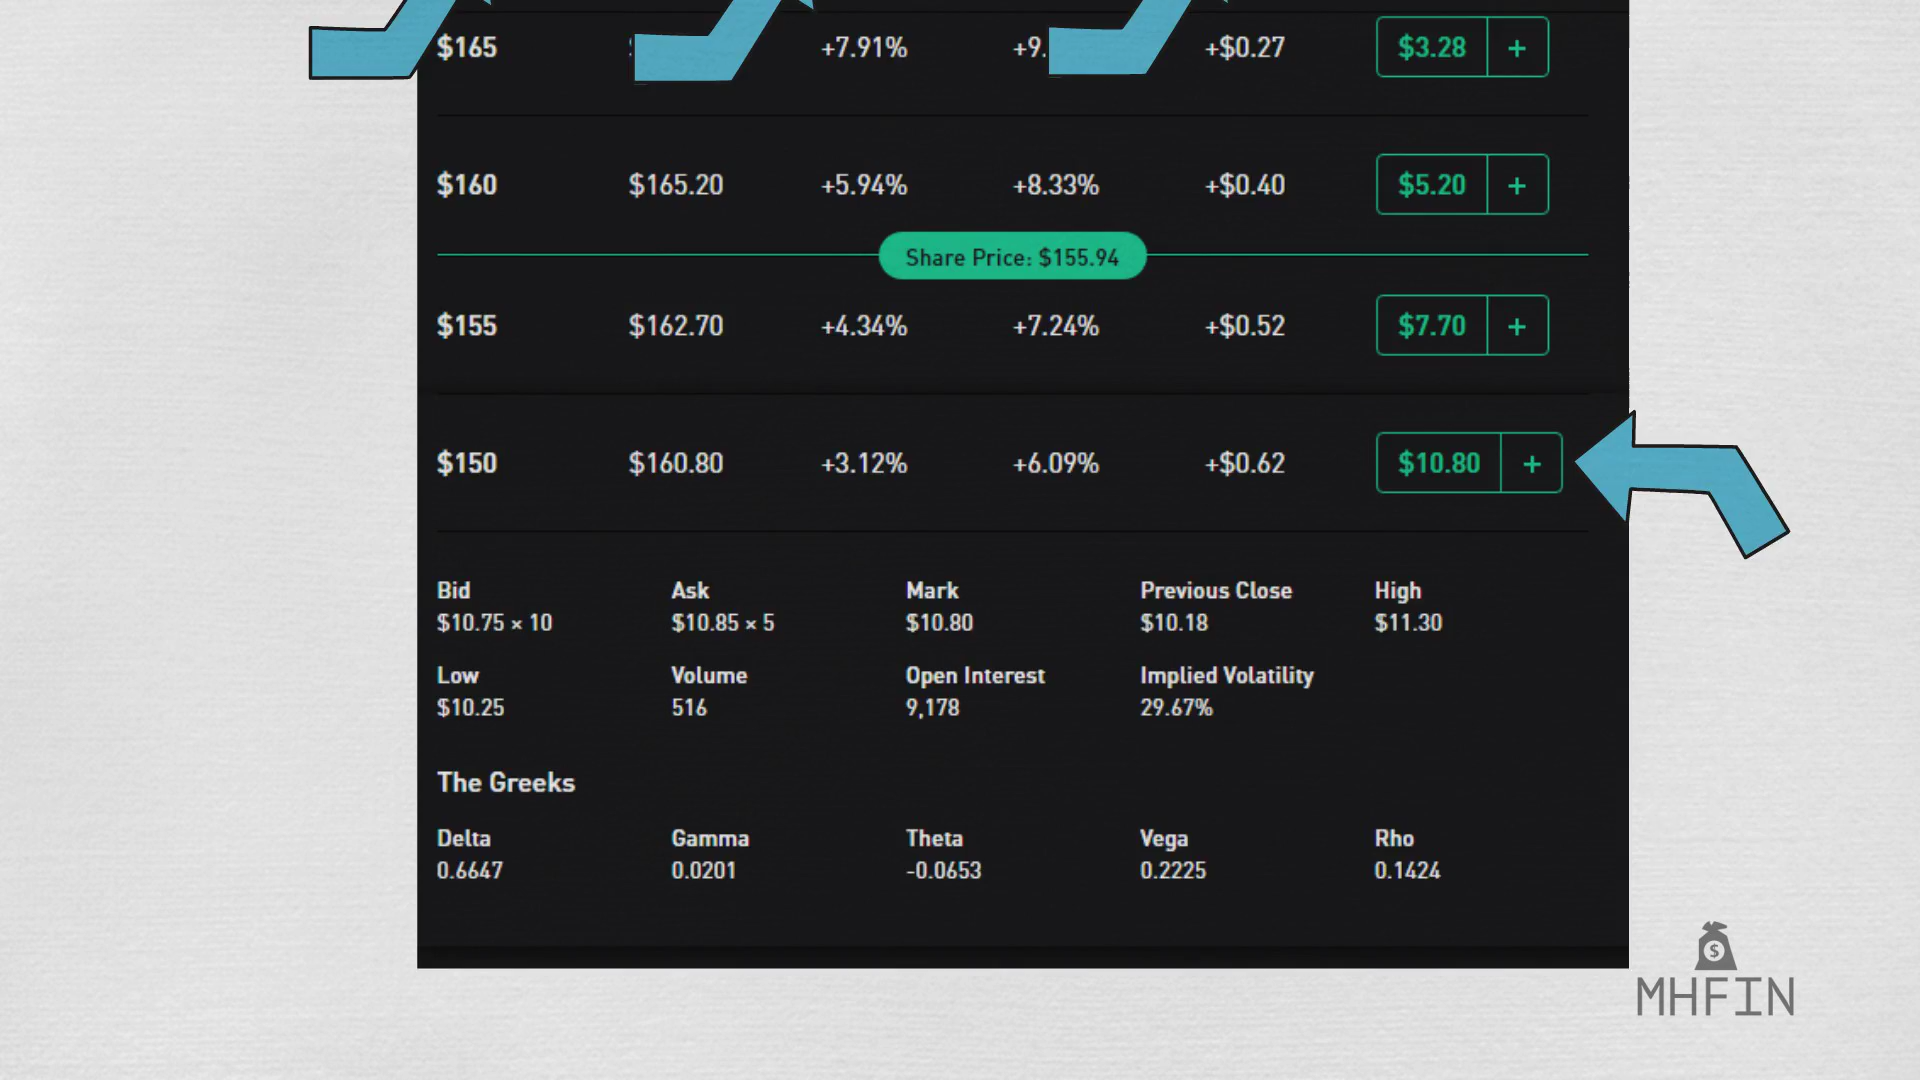 $165 +7.91% +9. +$0.27 $3.28 +
$160 $165.20 +5.94% +8.33% +$0.40 $5.20 +
Share Price: $155.94
$155 $162.70 +4.34% +7.24% +$0.52 $7.70 +
$150 $160.80 +3.12% +6.09% +$0.62 $10.80 +
Bid Ask Mark Previous Close High
$10.75 × 10 $10.85 × 5 $10.80 $10.18 $11.30
Low Volume Open Interest Implied Volatility
$10.25 516 9,178 29.67%
The Greeks
Delta Gamma Theta Vega Rho
0.6647 0.0201 -0.0653 0.2225 0.1424
$
MHFIN